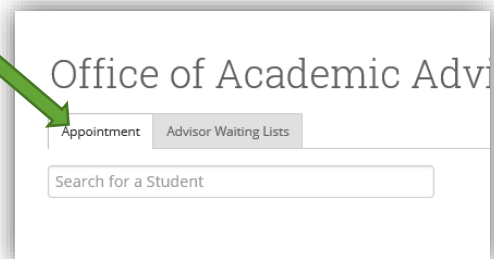 Office of Academic Advi
Appointment Advisor Waiting Lists
Search for a Student